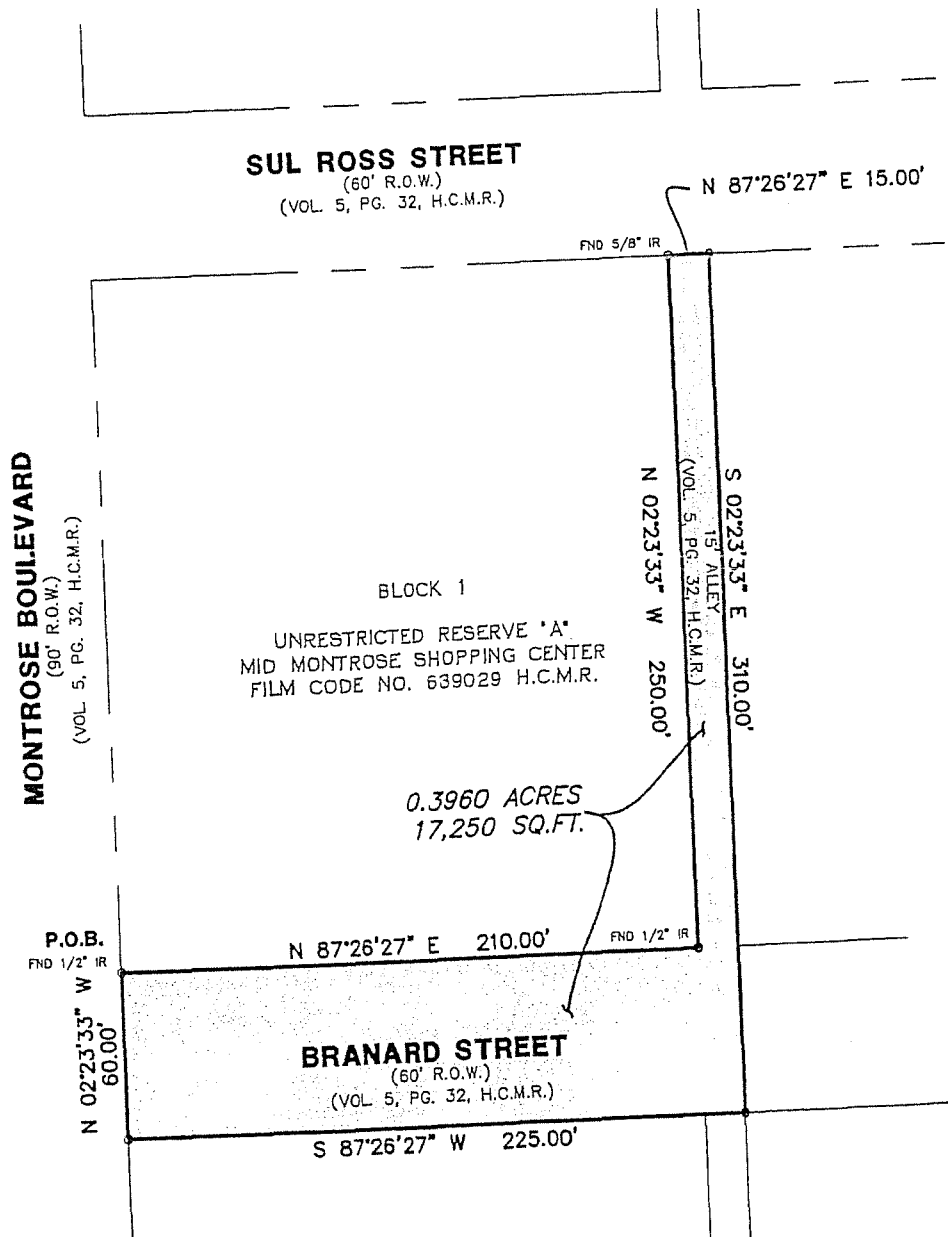 SUL ROSS STREET
(60' R.O.W.)
(VOL. 5, PG. 32, H.C.M.R.)
N 87°26'27" E 15.00'
FND 5/8" IR
MONTROSE BOULEVARD
(90' R.O.W.)
(VOL. 5, PG. 32, H.C.M.R.)
BLOCK 1
UNRESTRICTED RESERVE "A"
MID MONTROSE SHOPPING CENTER
FILM CODE NO. 639029 H.C.M.R.
N 02°23'33" W 250.00'
(VOL. 5, PG. 32, H.C.M.R.)
15' ALLEY
S 02°23'33" E 310.00'
0.3960 ACRES
17,250 SQ.FT.
P.O.B.
FND 1/2" IR
N 87°26'27" E 210.00'
FND 1/2" IR
N 02°23'33" W
60.00'
BRANARD STREET
(60' R.O.W.)
(VOL. 5, PG. 32, H.C.M.R.)
S 87°26'27" W 225.00'